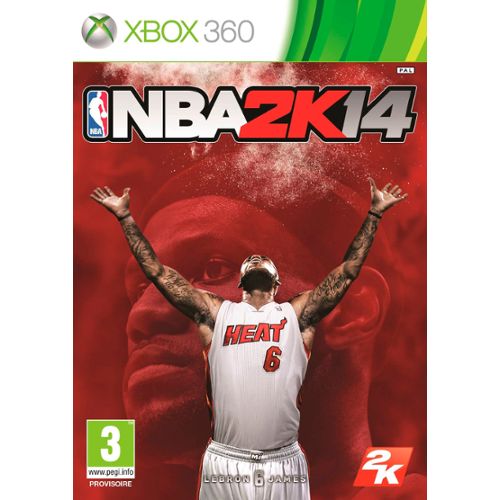 XBOX 360
PAL
NBA
NBA2K14
HEAT
6
3
www.pegi.info
PROVISOIRE
LEBRON 6 JAMES
2K